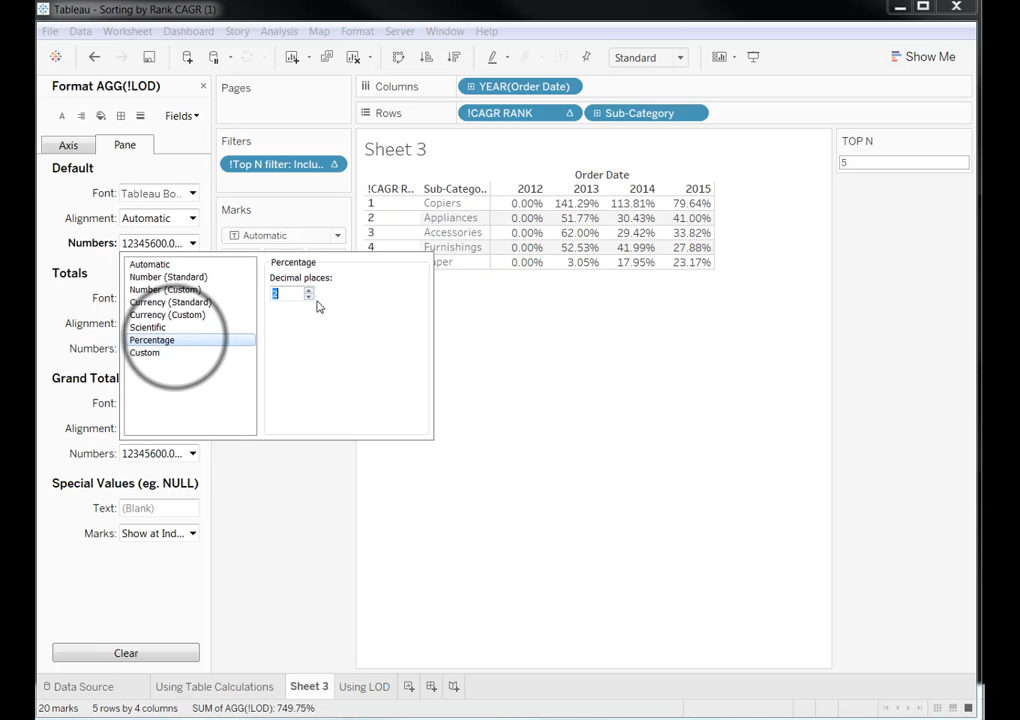 Tableau - Sorting by Rank CAGR (1)
File Data Worksheet Dashboard Story Analysis Map Format Server Window Help
Standard
Show Me
Format AGG(!LOD)
Fields
Axis Pane
Default
Font: Tableau Bo...
Alignment: Automatic
Numbers: 12345600.0...
Totals
Font:
Alignment:
Numbers:
Grand Total
Font:
Alignment:
Numbers: 12345600.0...
Special Values (eg. NULL)
Text: (Blank)
Marks: Show at Ind...
Clear
Automatic
Number (Standard)
Number (Custom)
Currency (Standard)
Currency (Custom)
Scientific
Percentage
Custom
Percentage
Decimal places:
2
Pages
Filters
!Top N filter: Inclu..
Marks
Automatic
Columns YEAR(Order Date)
Rows !CAGR RANK Sub-Category
Sheet 3
Order Date
!CAGR R.. Sub-Catego.. 2012 2013 2014 2015
1 Copiers 0.00% 141.29% 113.81% 79.64%
2 Appliances 0.00% 51.77% 30.43% 41.00%
3 Accessories 0.00% 62.00% 29.42% 33.82%
4 Furnishings 0.00% 52.53% 41.99% 27.88%
aper 0.00% 3.05% 17.95% 23.17%
TOP N
5
Data Source Using Table Calculations Sheet 3 Using LOD
20 marks 5 rows by 4 columns SUM of AGG(!LOD): 749.75%